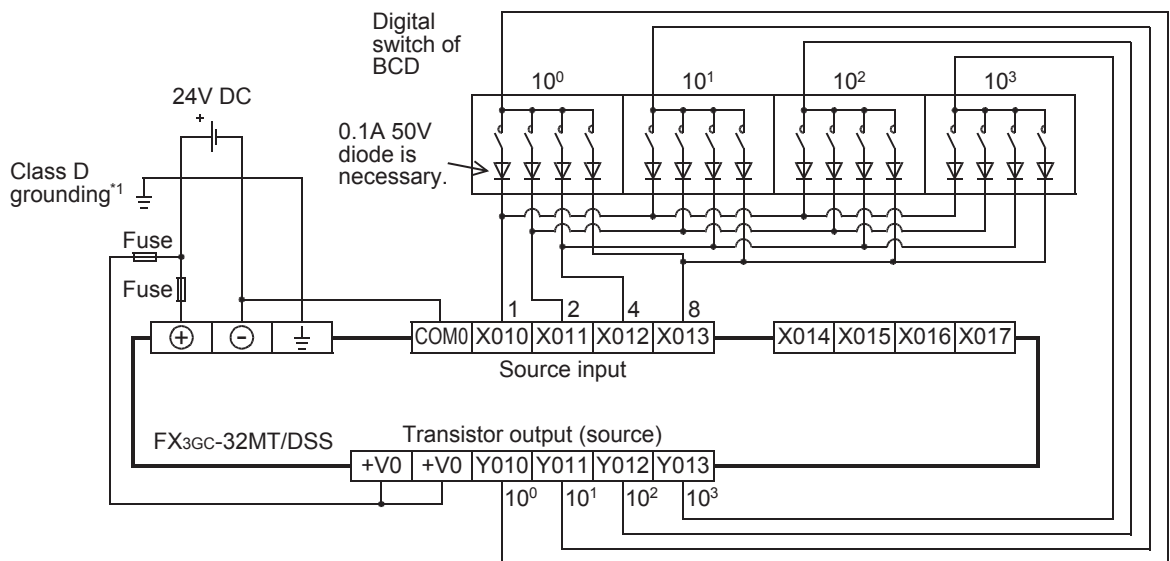 Digital
switch of
BCD
10⁰ 10¹ 10² 10³
24V DC
+
0.1A 50V
diode is
necessary.
Class D
grounding*1
Fuse
Fuse
1 2 4 8
+ - COM0 X010 X011 X012 X013 X014 X015 X016 X017
Source input
FX3GC-32MT/DSS
Transistor output (source)
+V0 +V0 Y010 Y011 Y012 Y013
10⁰ 10¹ 10² 10³